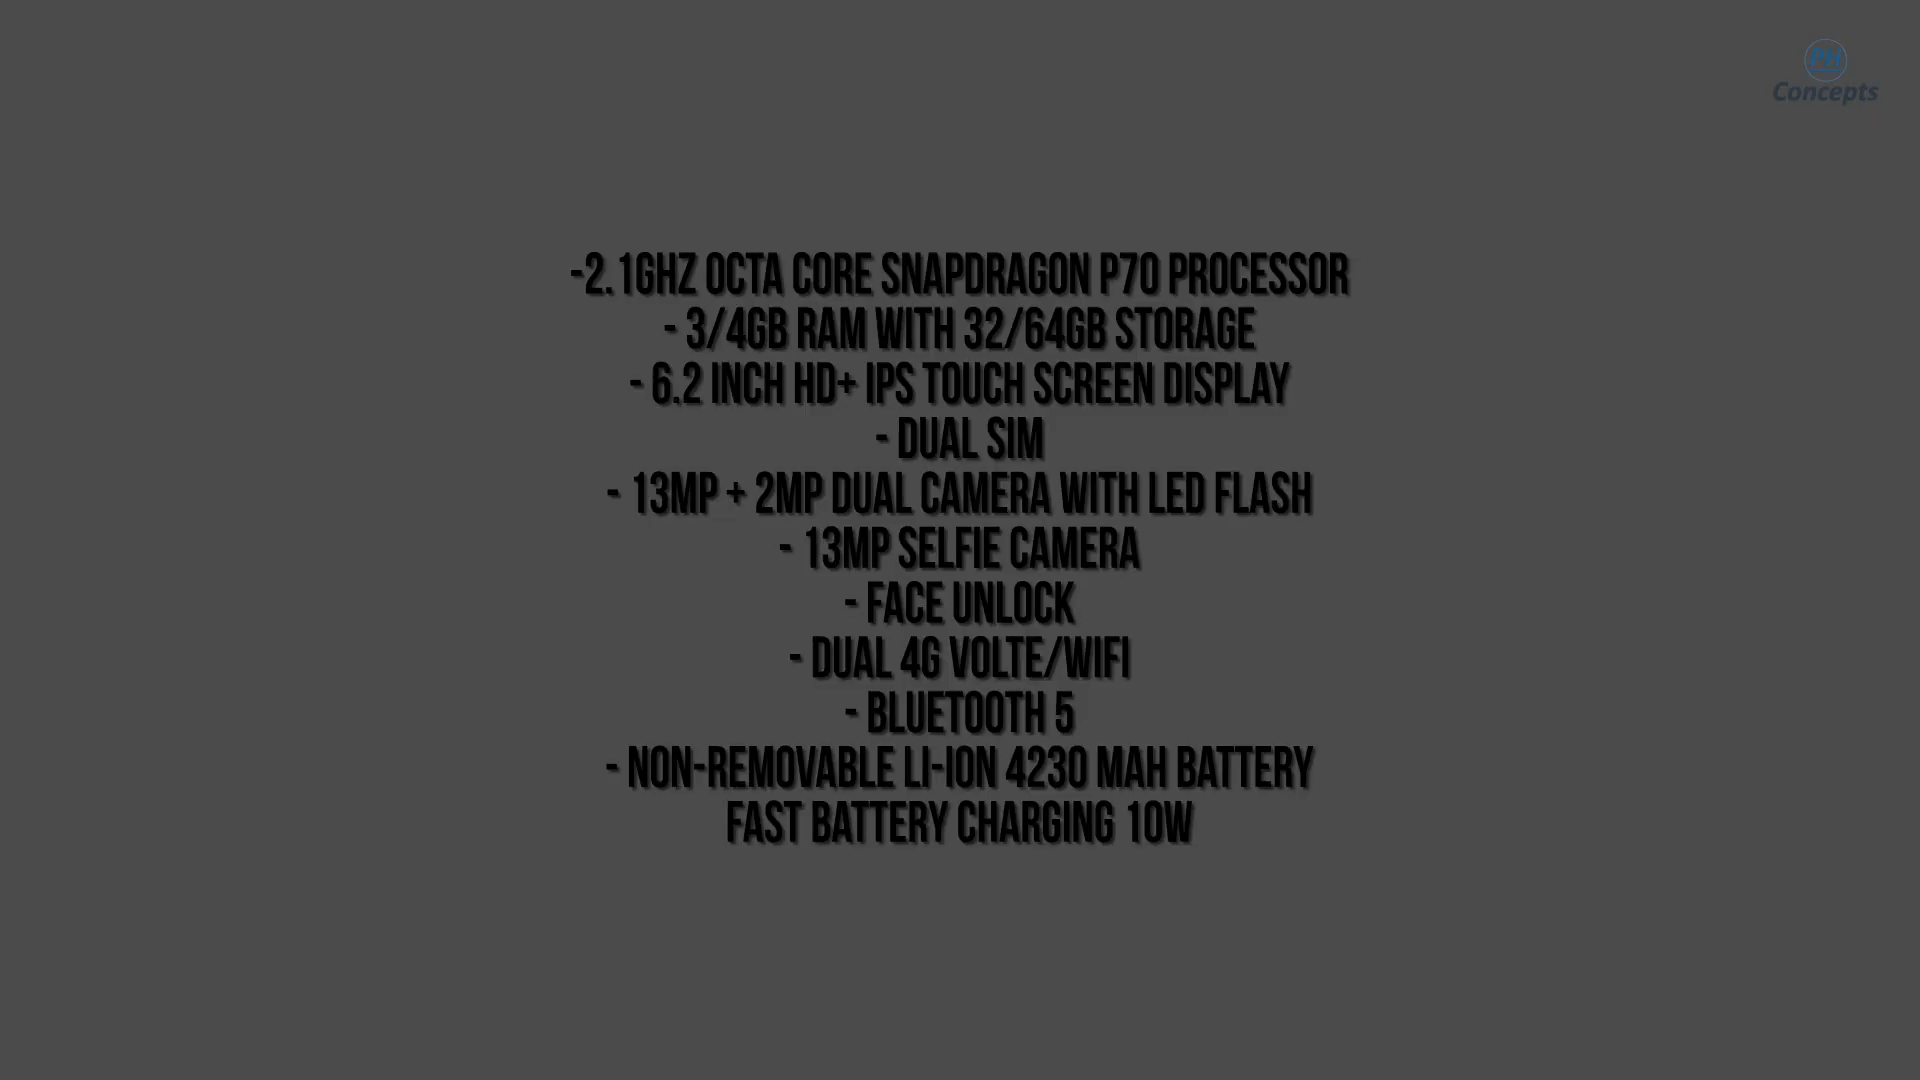 PH
Concepts
-2.1GHZ OCTA CORE SNAPDRAGON P70 PROCESSOR
- 3/4GB RAM WITH 32/64GB STORAGE
- 6.2 INCH HD+ IPS TOUCH SCREEN DISPLAY
- DUAL SIM
- 13MP + 2MP DUAL CAMERA WITH LED FLASH
- 13MP SELFIE CAMERA
- FACE UNLOCK
- DUAL 4G VOLTE/WIFI
- BLUETOOTH 5
- NON-REMOVABLE LI-ION 4230 MAH BATTERY
FAST BATTERY CHARGING 10W